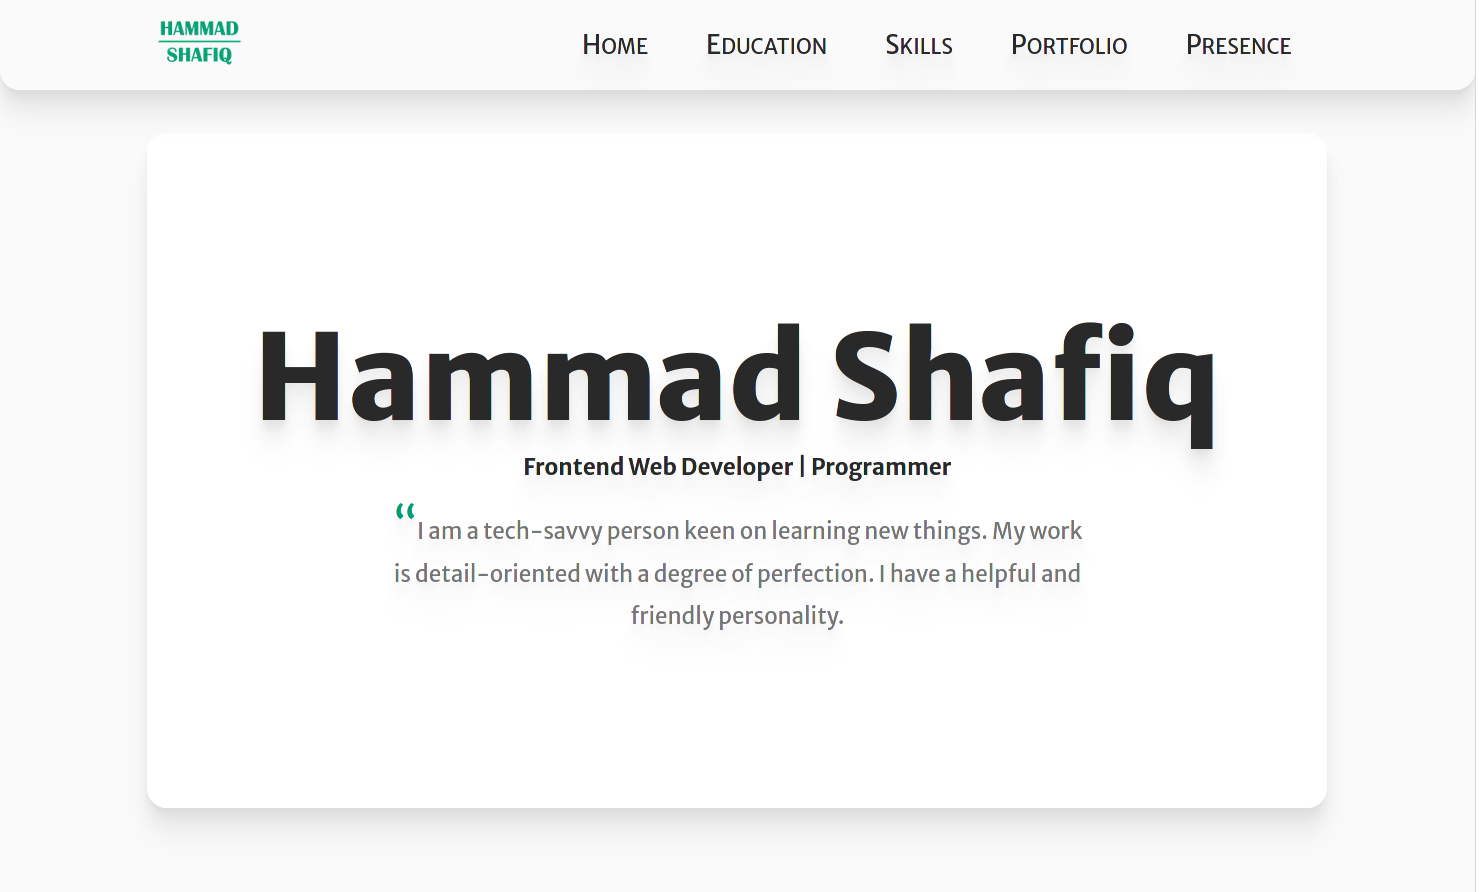 HAMMAD
SHAFIQ
Home Education Skills Portfolio Presence
Hammad Shafiq
Frontend Web Developer | Programmer
“I am a tech-savvy person keen on learning new things. My work
is detail-oriented with a degree of perfection. I have a helpful and
friendly personality.